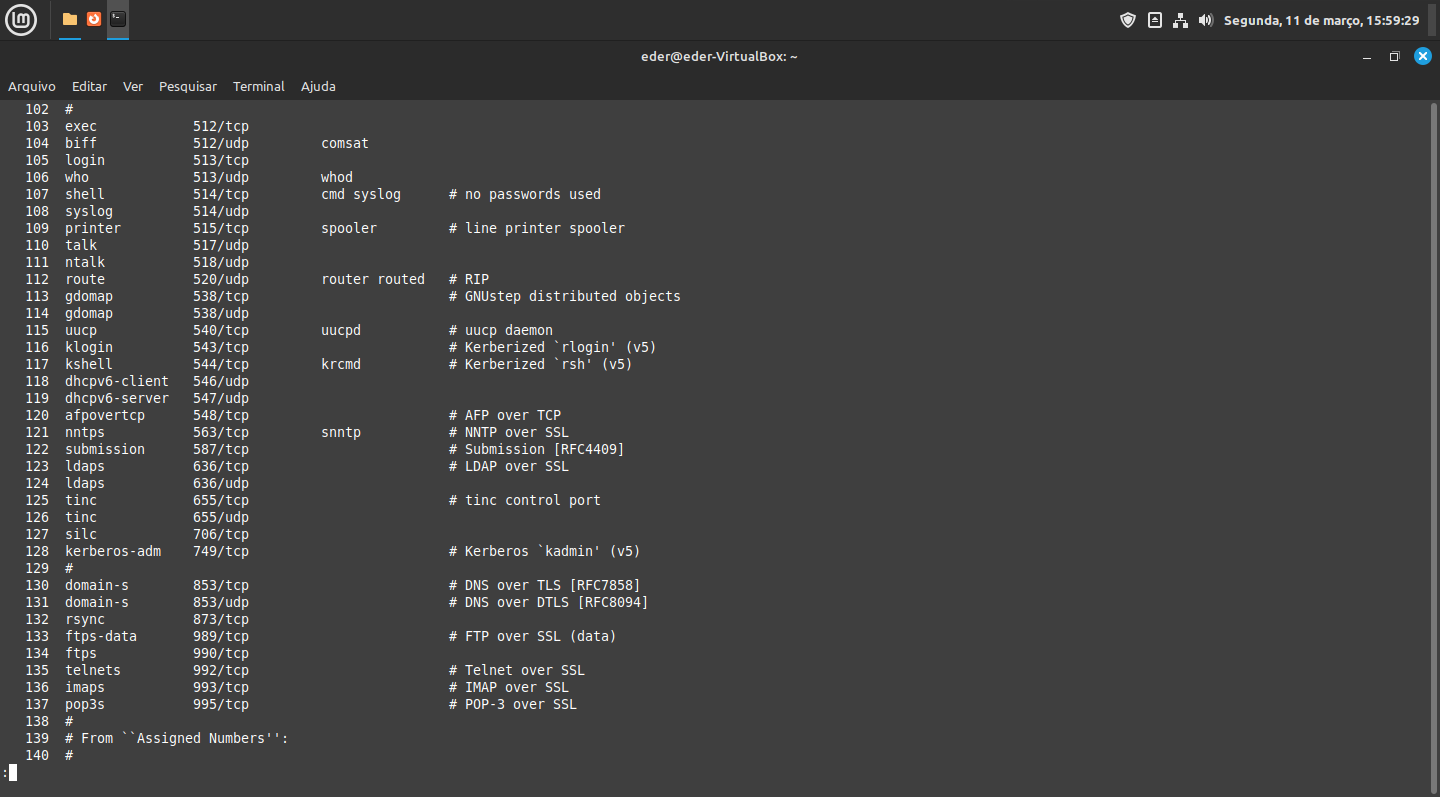 Segunda, 11 de março, 15:59:29
eder@eder-VirtualBox: ~
Arquivo Editar Ver Pesquisar Terminal Ajuda
102 #
103 exec 512/tcp
104 biff 512/udp comsat
105 login 513/tcp
106 who 513/udp whod
107 shell 514/tcp cmd syslog # no passwords used
108 syslog 514/udp
109 printer 515/tcp spooler # line printer spooler
110 talk 517/udp
111 ntalk 518/udp
112 route 520/udp router routed # RIP
113 gdomap 538/tcp # GNUstep distributed objects
114 gdomap 538/udp
115 uucp 540/tcp uucpd # uucp daemon
116 klogin 543/tcp # Kerberized `rlogin' (v5)
117 kshell 544/tcp krcmd # Kerberized `rsh' (v5)
118 dhcpv6-client 546/udp
119 dhcpv6-server 547/udp
120 afpovertcp 548/tcp # AFP over TCP
121 nntps 563/tcp snntp # NNTP over SSL
122 submission 587/tcp # Submission [RFC4409]
123 ldaps 636/tcp # LDAP over SSL
124 ldaps 636/udp
125 tinc 655/tcp # tinc control port
126 tinc 655/udp
127 silc 706/tcp
128 kerberos-adm 749/tcp # Kerberos `kadmin' (v5)
129 #
130 domain-s 853/tcp # DNS over TLS [RFC7858]
131 domain-s 853/udp # DNS over DTLS [RFC8094]
132 rsync 873/tcp
133 ftps-data 989/tcp # FTP over SSL (data)
134 ftps 990/tcp
135 telnets 992/tcp # Telnet over SSL
136 imaps 993/tcp # IMAP over SSL
137 pop3s 995/tcp # POP-3 over SSL
138 #
139 # From ``Assigned Numbers'':
140 #
: